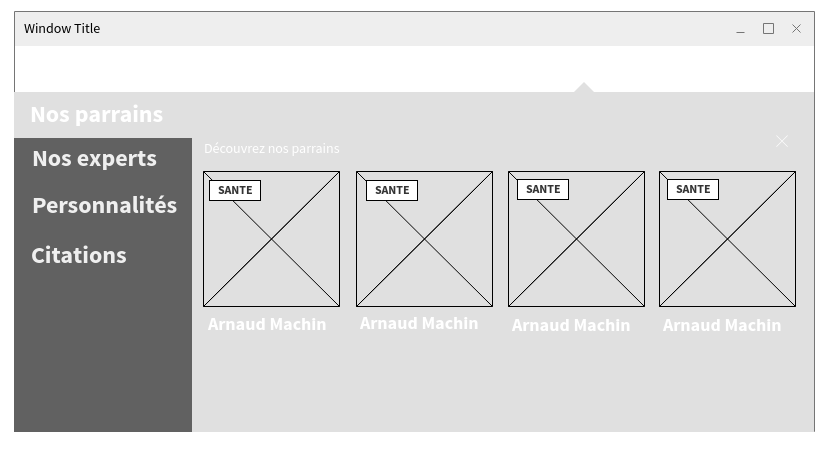 Window Title
Nos parrains
Nos experts
Personnalités
Citations
Découvrez nos parrains
SANTE
SANTE
SANTE
SANTE
Arnaud Machin
Arnaud Machin
Arnaud Machin
Arnaud Machin